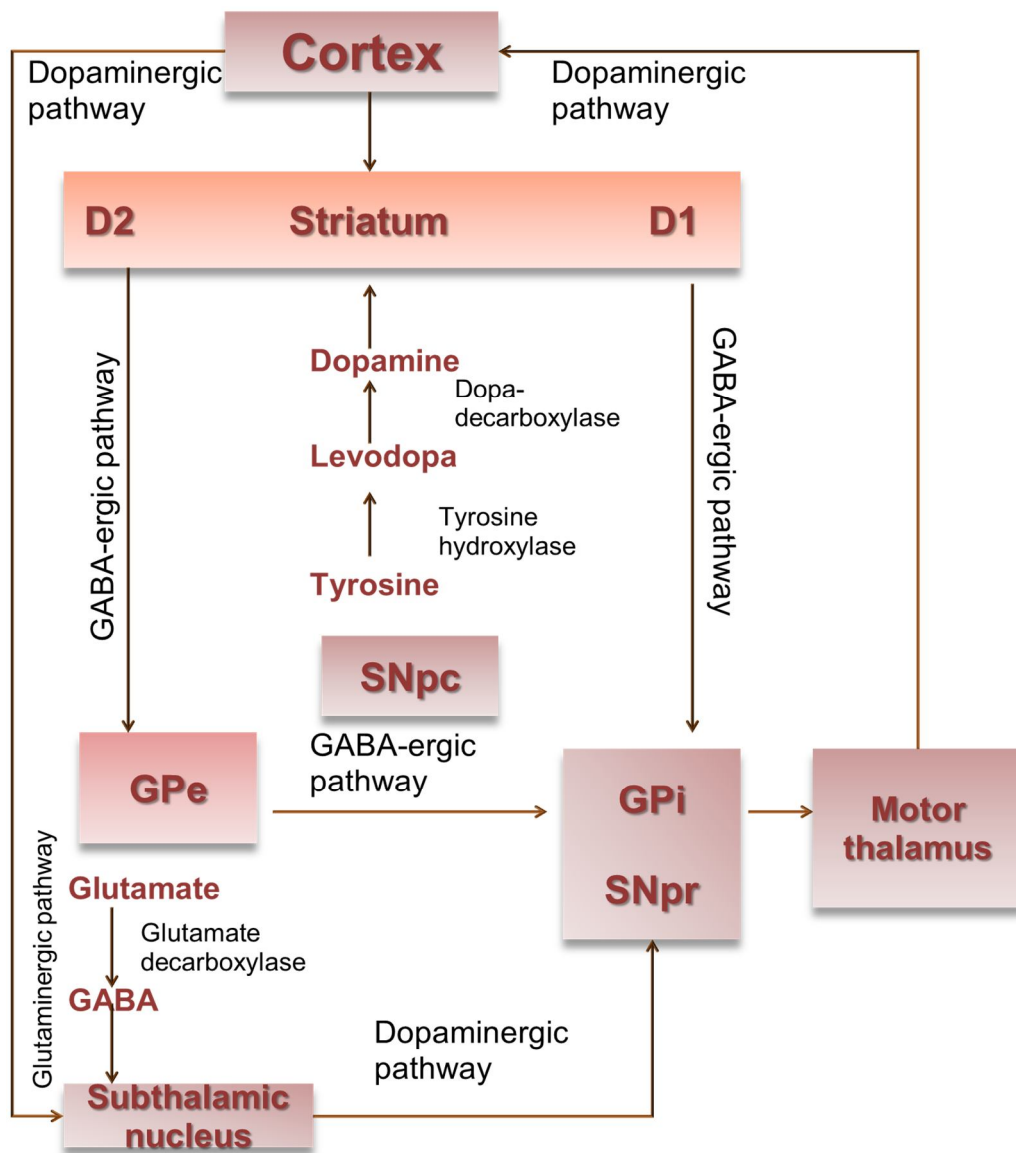 Cortex
Dopaminergic
pathway
Dopaminergic
pathway
D2
Striatum
D1
Dopamine
Dopa-
decarboxylase
Levodopa
Tyrosine
hydroxylase
Tyrosine
GABA-ergic pathway
GABA-ergic pathway
SNpc
GABA-ergic
pathway
GPe
GPi
SNpr
Motor
thalamus
Glutamate
Glutamate
decarboxylase
GABA
Glutaminergic pathway
Dopaminergic
pathway
Subthalamic
nucleus